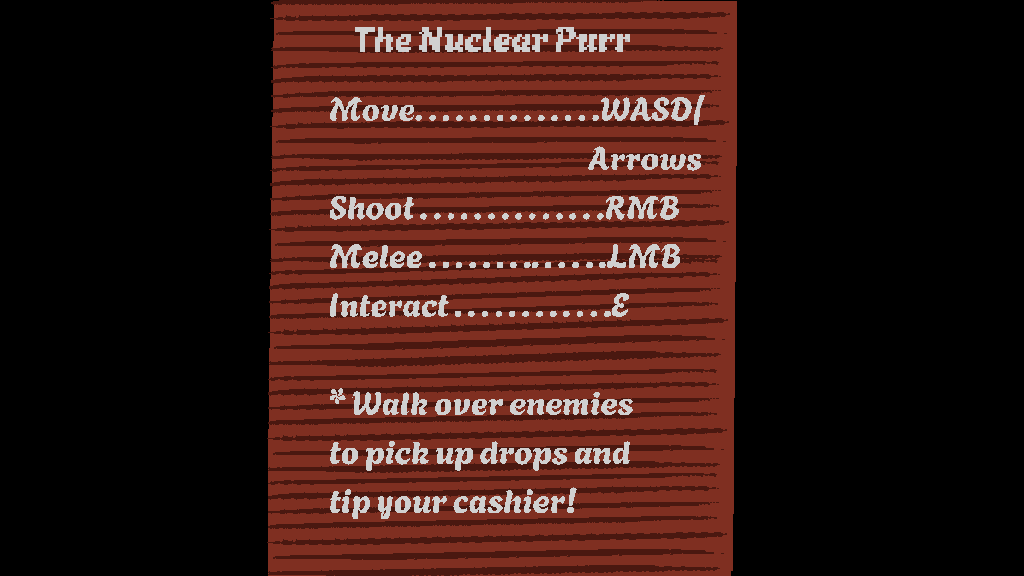 The Nuclear Purr
Move..............WASD/
Arrows
Shoot..............RMB
Melee..............LMB
Interact............E
* Walk over enemies
to pick up drops and
tip your cashier!